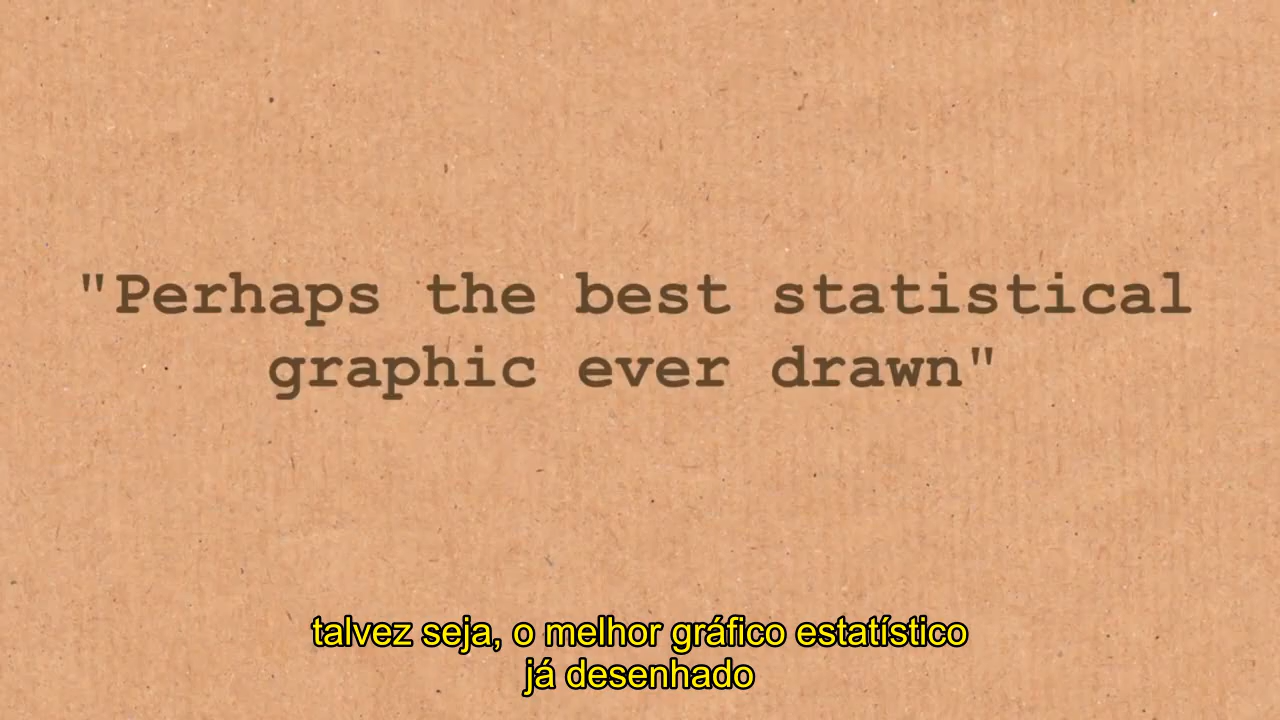 "Perhaps the best statistical
graphic ever drawn"
talvez seja, o melhor gráfico estatístico
já desenhado